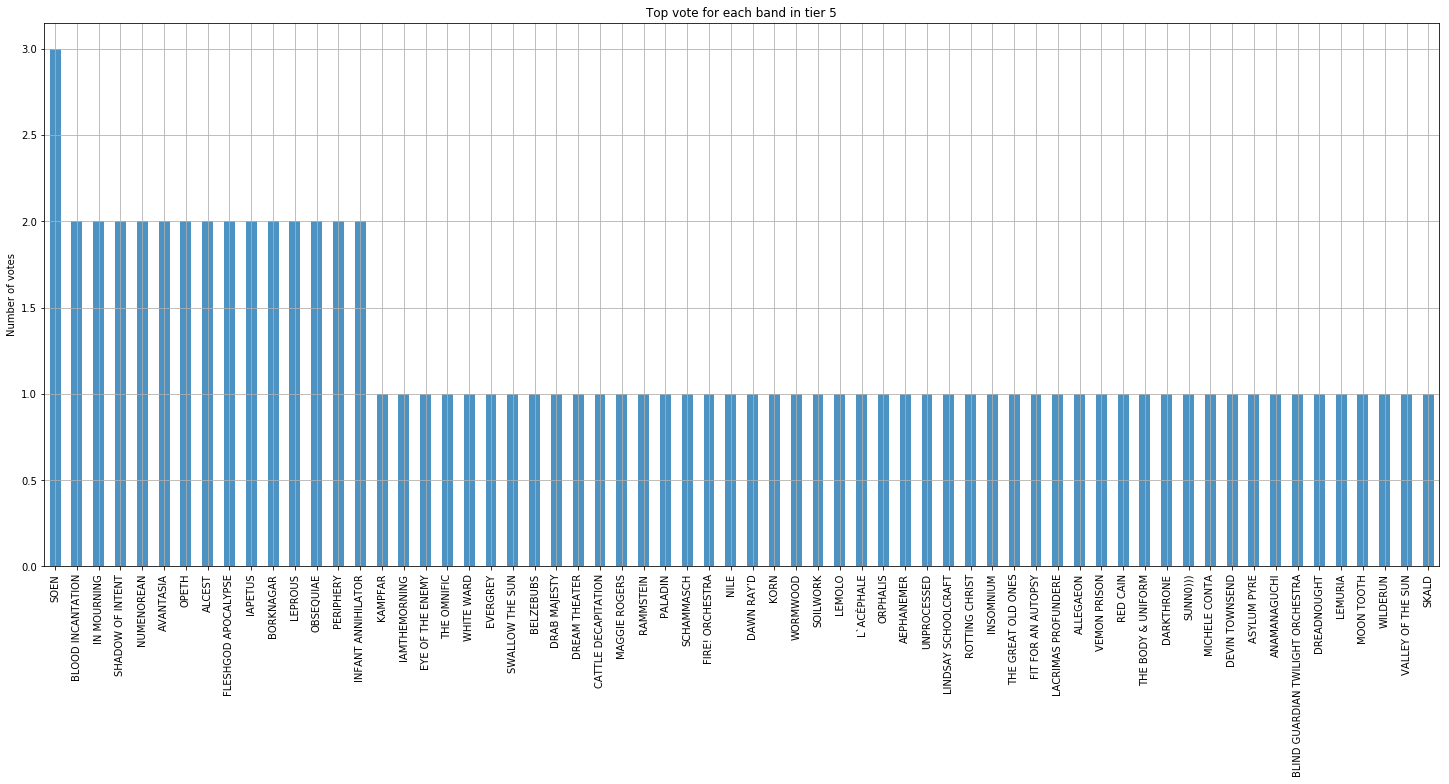 Top vote for each band in tier 5
Number of votes
3.0
2.5
2.0
1.5
1.0
0.5
0.0
SOEN
BLOOD INCANTATION
IN MOURNING
SHADOW OF INTENT
NUMENOREAN
AVANTASIA
OPETH
ALCEST
FLESHGOD APOCALYPSE
IAPETUS
BORKNAGAR
LEPROUS
OBSEQUIAE
PERIPHERY
INFANT ANNIHILATOR
KAMPFAR
IAMTHEMORNING
EYE OF THE ENEMY
THE OMNIFIC
WHITE WARD
EVERGREY
SWALLOW THE SUN
BELZEBUBS
DRAB MAJESTY
DREAM THEATER
CATTLE DECAPITATION
MAGGIE ROGERS
RAMMSTEIN
PALADIN
SCHAMMASCH
FIRE! ORCHESTRA
NILE
DAWN RAY'D
KORN
WORMWOOD
SOILWORK
LEMOLO
L`ACEPHALE
ORPHALIS
AEPHANEMER
UNPROCESSED
LINDSAY SCHOOLCRAFT
ROTTING CHRIST
INSOMNIUM
THE GREAT OLD ONES
FIT FOR AN AUTOPSY
LACRIMAS PROFUNDERE
ALLEGAEON
VEMON PRISON
RED CAIN
THE BODY & UNIFORM
DARKTHRONE
SUNN0)))
MICHELE CONTA
DEVIN TOWNSEND
ASYLUM PYRE
ANAMANAGUCHI
BLIND GUARDIAN TWILIGHT ORCHESTRA
DREADNOUGHT
LEMURIA
MOON TOOTH
WILDERUN
VALLEY OF THE SUN
SKALD